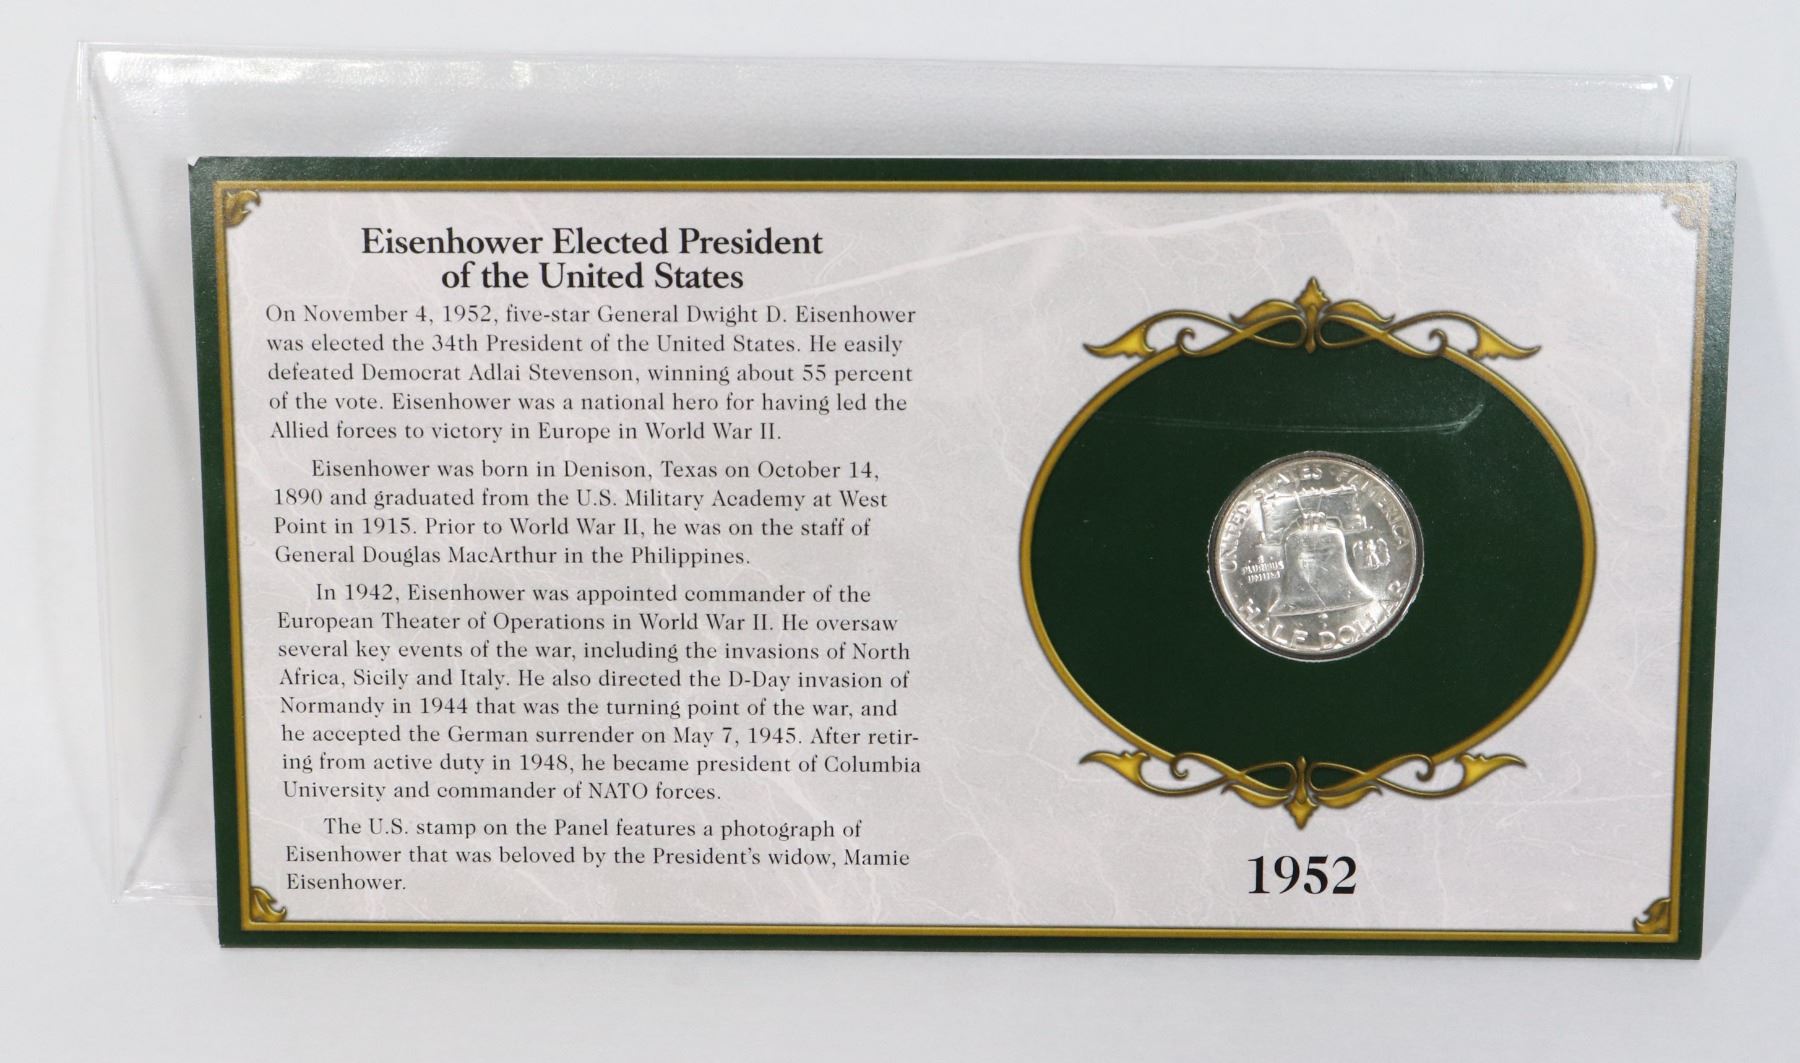 Eisenhower Elected President
of the United States
On November 4, 1952, five-star General Dwight D. Eisenhower
was elected the 34th President of the United States. He easily
defeated Democrat Adlai Stevenson, winning about 55 percent
of the vote. Eisenhower was a national hero for having led the
Allied forces to victory in Europe in World War II.
Eisenhower was born in Denison, Texas on October 14,
1890 and graduated from the U.S. Military Academy at West
Point in 1915. Prior to World War II, he was on the staff of
General Douglas MacArthur in the Philippines.
In 1942, Eisenhower was appointed commander of the
European Theater of Operations in World War II. He oversaw
several key events of the war, including the invasions of North
Africa, Sicily and Italy. He also directed the D-Day invasion of
Normandy in 1944 that was the turning point of the war, and
he accepted the German surrender on May 7, 1945. After retir-
ing from active duty in 1948, he became president of Columbia
University and commander of NATO forces.
The U.S. stamp on the Panel features a photograph of
Eisenhower that was beloved by the President's widow, Mamie
Eisenhower.
UNITED STATES OF AMERICA
E
PLURIBUS
UNUM
HALF DOLLAR
1952